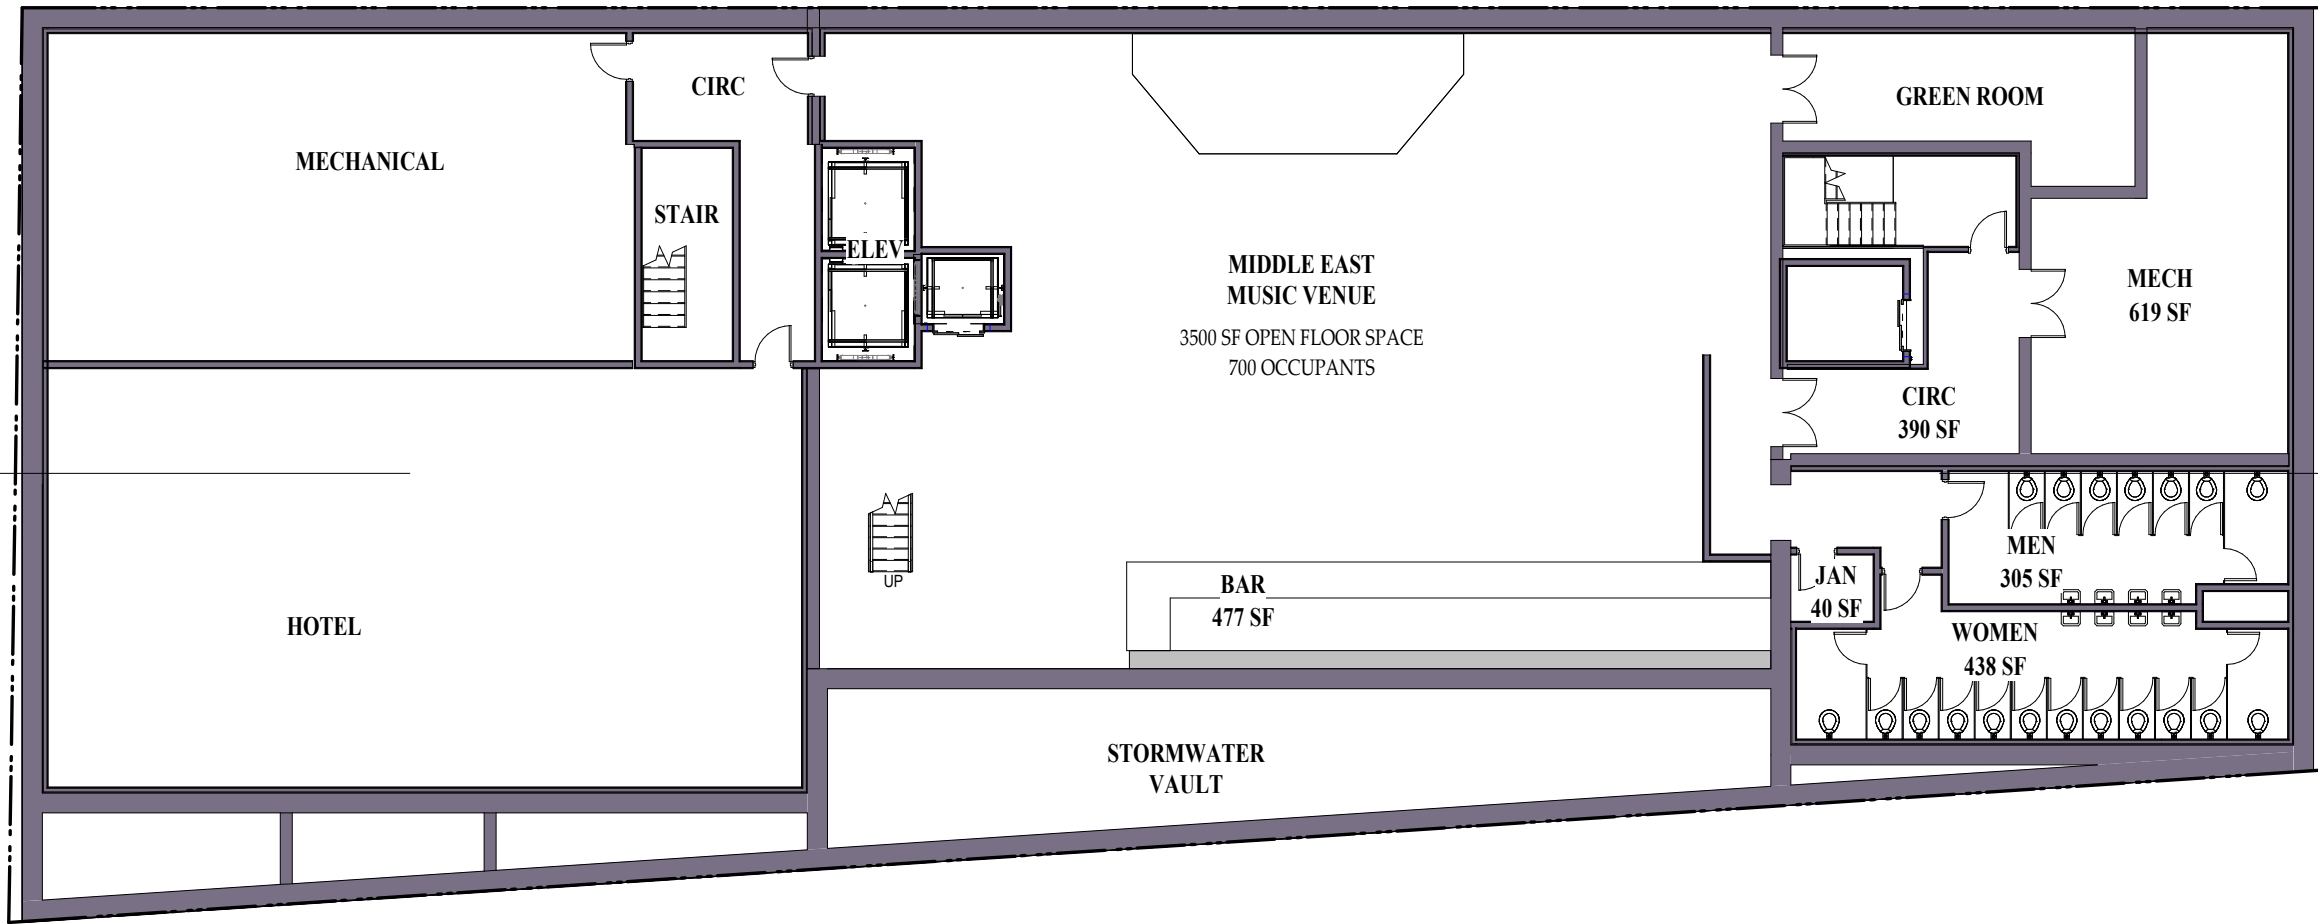 CIRC
GREEN ROOM
MECHANICAL
STAIR
ELEV
MIDDLE EAST
MUSIC VENUE
3500 SF OPEN FLOOR SPACE
700 OCCUPANTS
MECH
619 SF
CIRC
390 SF
MEN
305 SF
UP
BAR
477 SF
JAN
40 SF
HOTEL
WOMEN
438 SF
STORMWATER
VAULT